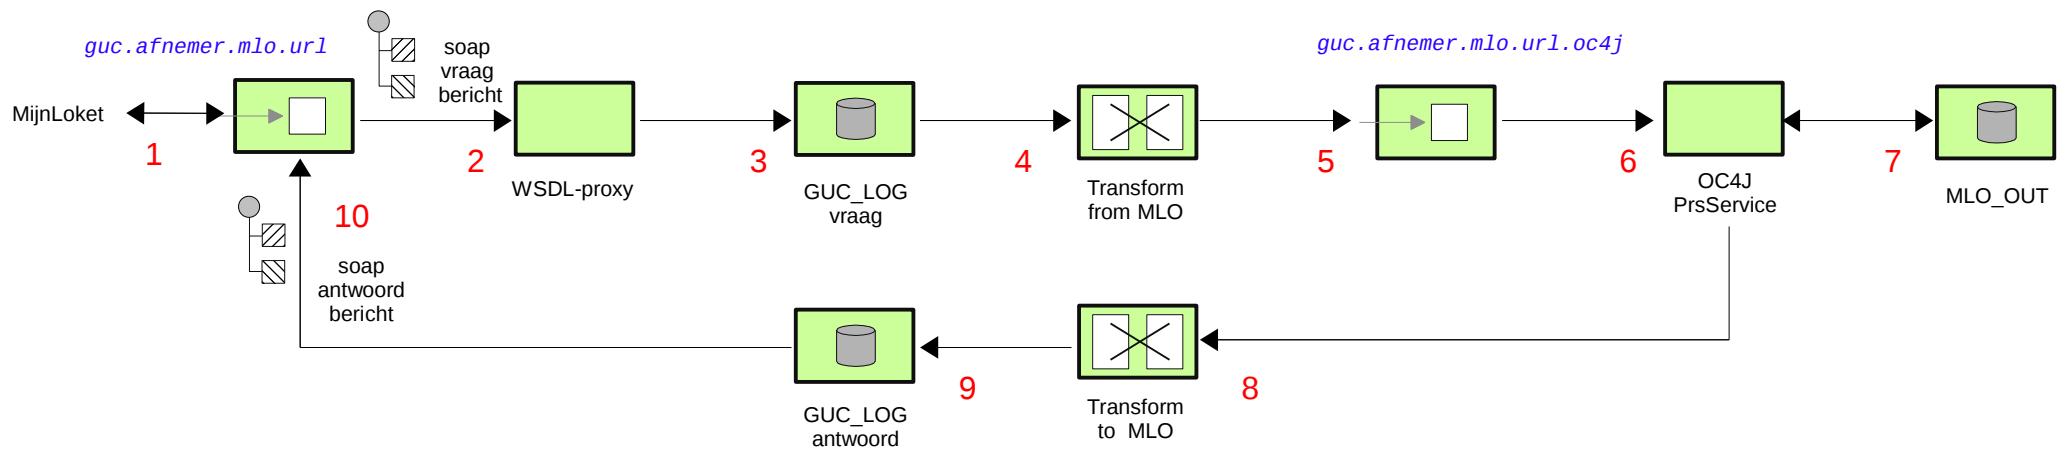 guc.afnemer.mlo.url
soap
vraag
bericht
guc.afnemer.mlo.url.oc4j
MijnLoket
1
2
3
4
5
6
7
WSDL-proxy
GUC_LOG
vraag
Transform
from MLO
OC4J
PrsService
MLO_OUT
10
soap
antwoord
bericht
9
8
GUC_LOG
antwoord
Transform
to MLO